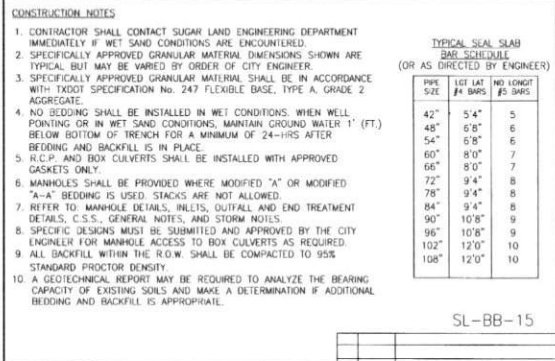 CONSTRUCTION NOTES
1. CONTRACTOR SHALL CONTACT SUGAR LAND ENGINEERING DEPARTMENT
IMMEDIATELY IF WET SAND CONDITIONS ARE ENCOUNTERED.
2. SPECIFICALLY APPROVED GRANULAR MATERIAL DIMENSIONS SHOWN ARE
TYPICAL BUT MAY BE VARIED BY ORDER OF CITY ENGINEER.
3. SPECIFICALLY APPROVED GRANULAR MATERIAL SHALL BE IN ACCORDANCE
WITH TXDOT SPECIFICATION No. 247 FLEXIBLE BASE, TYPE A, GRADE 2
AGGREGATE.
4. NO BEDDING SHALL BE INSTALLED IN WET CONDITIONS. WHEN WELL
POINTING OR IN WET SAND CONDITIONS, MAINTAIN GROUND WATER 1' (FT.)
BELOW BOTTOM OF TRENCH FOR A MINIMUM OF 24-HRS AFTER
BEDDING AND BACKFILL IS IN PLACE.
5. R.C.P. AND BOX CULVERTS SHALL BE INSTALLED WITH APPROVED
GASKETS ONLY.
6. MANHOLES SHALL BE PROVIDED WHERE MODIFIED "A" OR MODIFIED
"A-A" BEDDING IS USED. STACKS ARE NOT ALLOWED.
7. REFER TO: MANHOLE DETAILS, INLETS, OUTFALL AND END TREATMENT
DETAILS, C.S.S., GENERAL NOTES, AND STORM NOTES.
8. SPECIFIC DESIGNS MUST BE SUBMITTED AND APPROVED BY THE CITY
ENGINEER FOR MANHOLE ACCESS TO BOX CULVERTS AS REQUIRED.
9. ALL BACKFILL WITHIN THE R.O.W. SHALL BE COMPACTED TO 95%
STANDARD PROCTOR DENSITY.
10. A GEOTECHNICAL REPORT MAY BE REQUIRED TO ANALYZE THE BEARING
CAPACITY OF EXISTING SOILS AND MAKE A DETERMINATION IF ADDITIONAL
BEDDING AND BACKFILL IS APPROPRIATE.
TYPICAL SEAL SLAB
BAR SCHEDULE
(OR AS DIRECTED BY ENGINEER)
PIPE LGT LAT NO LONGIT
SIZE #4 BARS #5 BARS
42" 5'4" 5
48" 6'8" 6
54" 6'8" 6
60" 8'0" 7
66" 8'0" 7
72" 9'4" 8
78" 9'4" 8
84" 9'4" 8
90" 10'8" 9
96" 10'8" 9
102" 12'0" 10
108" 12'0" 10
SL-BB-15